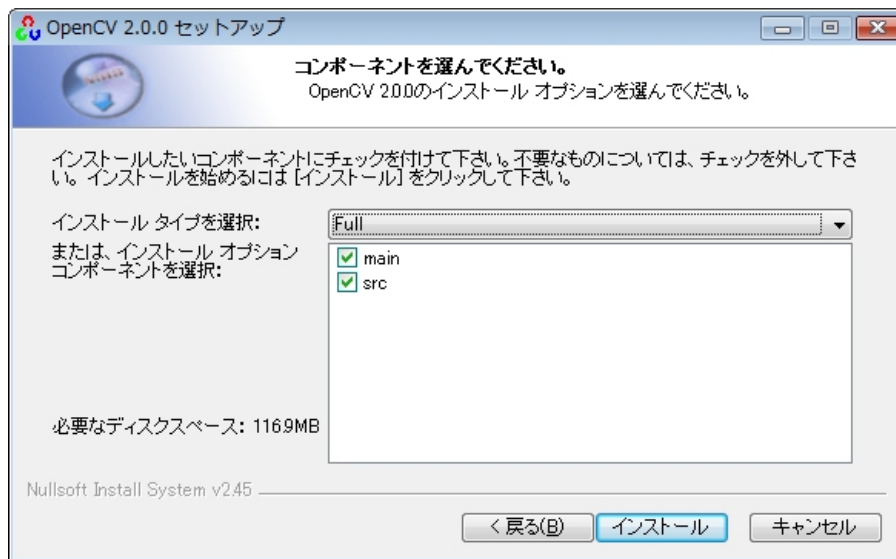 OpenCV 2.0.0 セットアップ
コンポーネントを選んでください。
OpenCV 2.0.0のインストール オプションを選んでください。
インストールしたいコンポーネントにチェックを付けて下さい。不要なものについては、チェックを外して下さ
い。インストールを始めるには [インストール] をクリックして下さい。
インストール タイプを選択:
Full
または、インストール オプション
コンポーネントを選択:
main
src
必要なディスクスペース: 116.9MB
Nullsoft Install System v2.45
< 戻る(B)
インストール
キャンセル